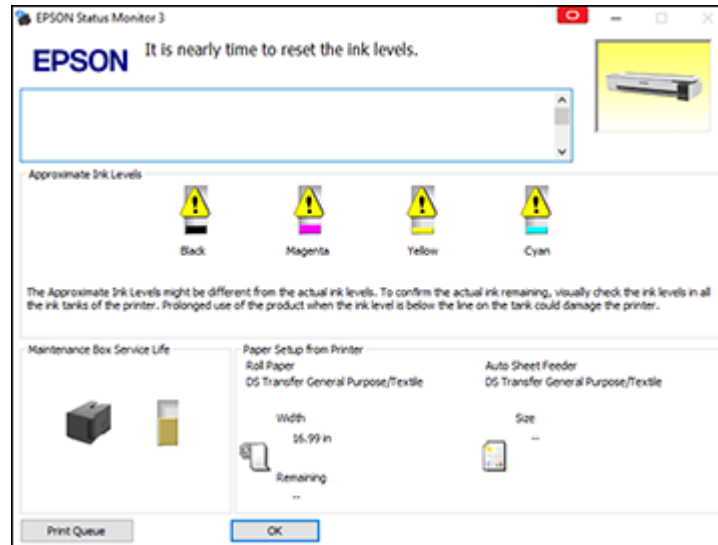 EPSON Status Monitor 3
EPSON
It is nearly time to reset the ink levels.
Approximate Ink Levels
Black
Magenta
Yellow
Cyan
The Approximate Ink Levels might be different from the actual ink levels. To confirm the actual ink remaining, visually check the ink levels in all
the ink tanks of the printer. Prolonged use of the product when the ink level is below the line on the tank could damage the printer.
Maintenance Box Service Life
Paper Setup from Printer
Roll Paper
DS Transfer General Purpose/Textile
Width
16.99 in
Remaining
--
Auto Sheet Feeder
DS Transfer General Purpose/Textile
Size
--
Print Queue
OK